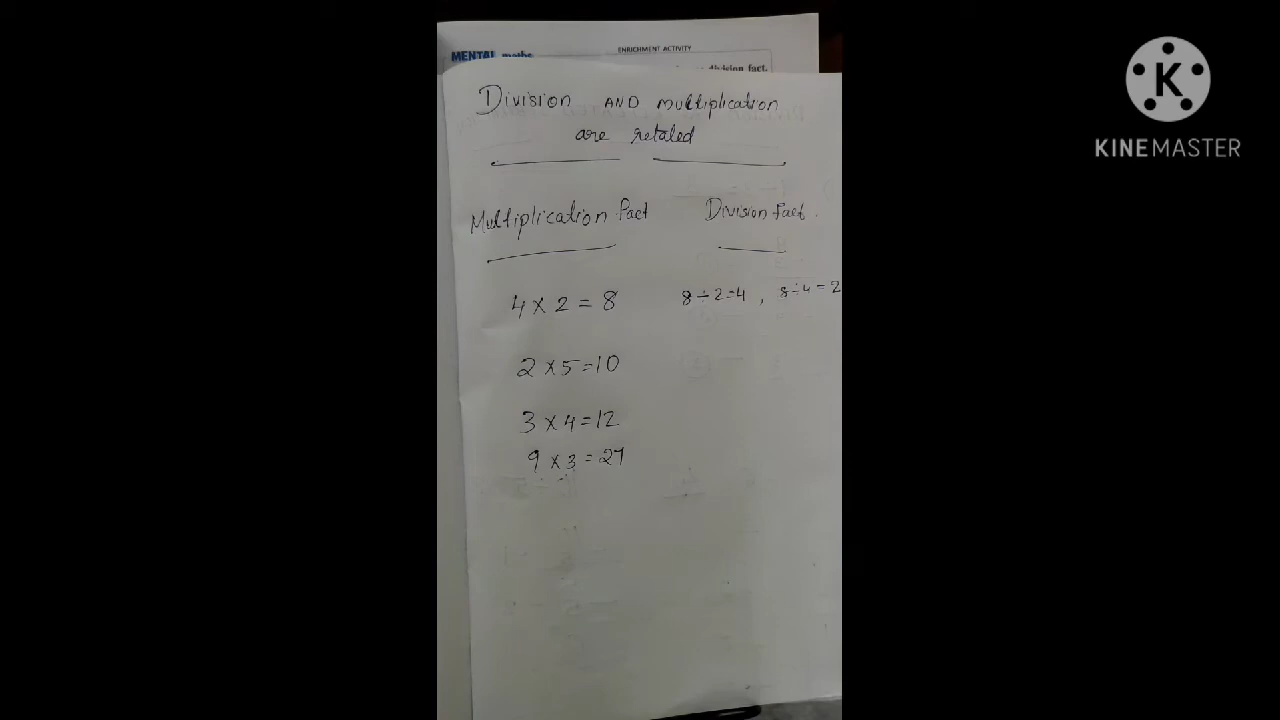 MENTAL maths
ENRICHMENT ACTIVITY
division fact.
Division AND multiplication
are retaled
Multiplication fact Division fact.
4 × 2 = 8 8 ÷ 2 = 4 , 8 ÷ 4 = 2
2 × 5 = 10
3 × 4 = 12
9 × 3 = 27
K
KINEMASTER